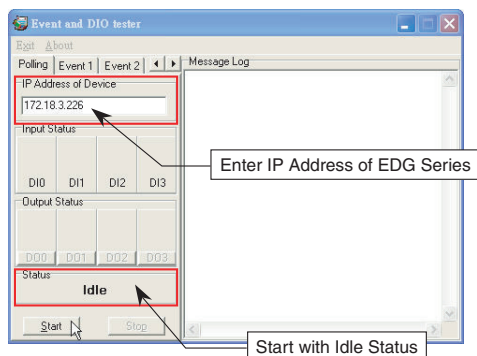 Event and DIO tester
Exit About
Polling Event 1 Event 2
Message Log
IP Address of Device
172.18.3.226
Input Status
Enter IP Address of EDG Series
DI0 DI1 DI2 DI3
Output Status
DO0 DO1 DO2 DO3
Status
Idle
Start Stop
Start with Idle Status